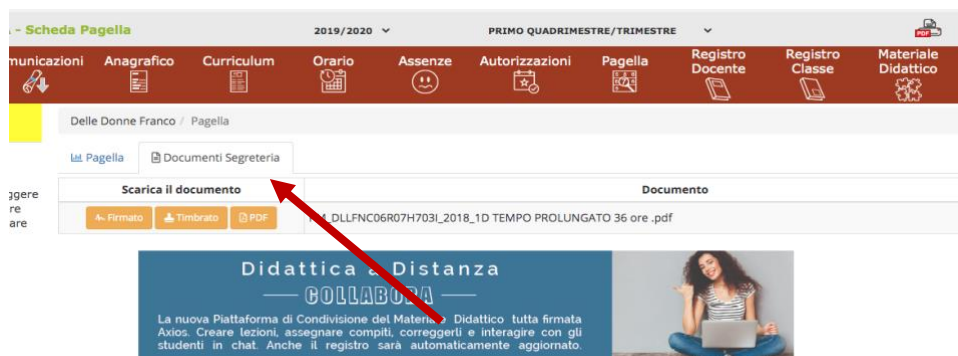 - Scheda Pagella 2019/2020 PRIMO QUADRIMESTRE/TRIMESTRE PDF
municazioni Anagrafico Curriculum Orario Assenze Autorizzazioni Pagella Registro Docente Registro Classe Materiale Didattico
Delle Donne Franco / Pagella
Pagella Documenti Segreteria
ggere
re
are
Scarica il documento Documento
Firmato Timbrato PDF _DLLFNC06R07H703I_2018_1D TEMPO PROLUNGATO 36 ore .pdf
Didattica a Distanza
COLLABORA
La nuova Piattaforma di Condivisione del Materiale Didattico tutta firmata
Axios. Creare lezioni, assegnare compiti, correggerli e interagire con gli
studenti in chat. Anche il registro sarà automaticamente aggiornato.